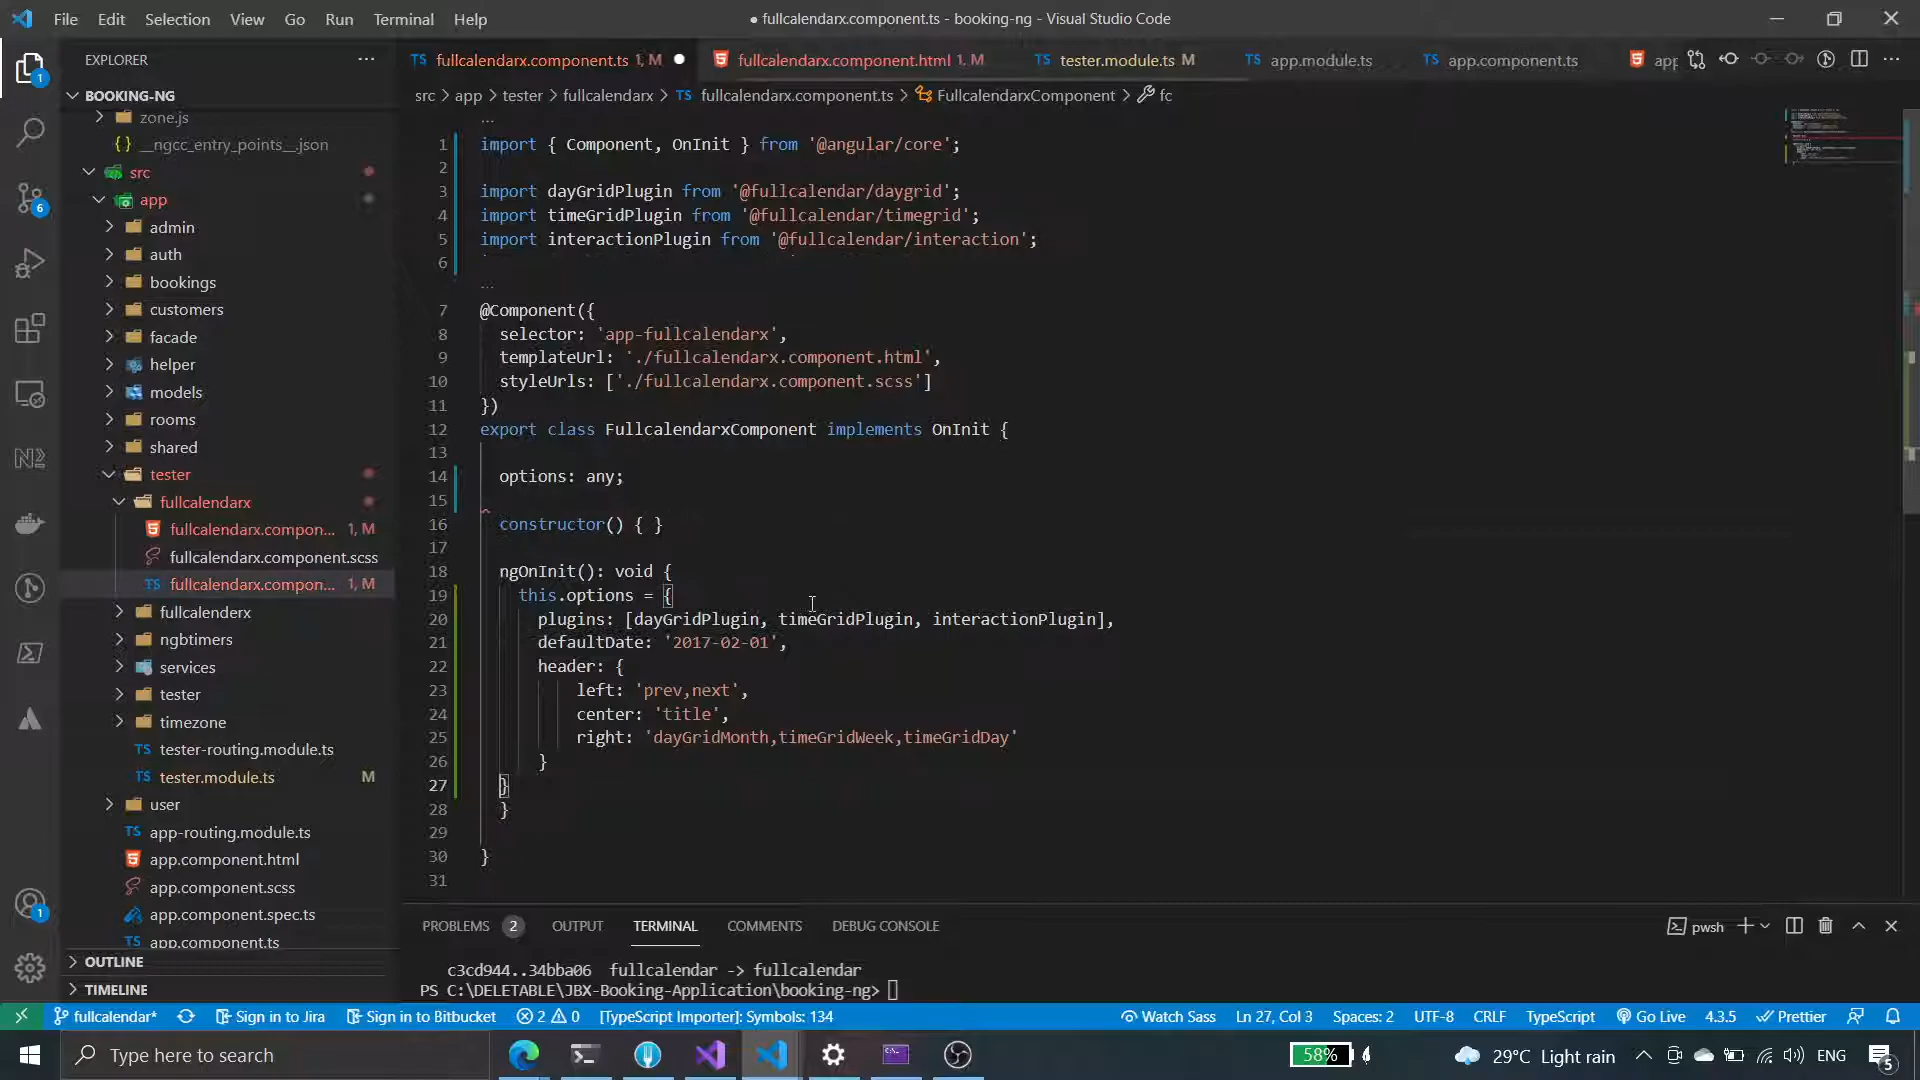 File Edit Selection View Go Run Terminal Help
● fullcalendarx.component.ts - booking-ng - Visual Studio Code
EXPLORER
TS fullcalendarx.component.ts 1, M
fullcalendarx.component.html 1, M
TS tester.module.ts M
TS app.module.ts
TS app.component.ts
app
src > app > tester > fullcalendarx > TS fullcalendarx.component.ts > FullcalendarxComponent > fc
BOOKING-NG
zone.js
{} __ngcc_entry_points__.json
src
app
admin
auth
bookings
customers
facade
helper
models
rooms
shared
tester
fullcalendarx
fullcalendarx.compon... 1, M
fullcalendarx.component.scss
TS fullcalendarx.compon... 1, M
fullcalenderx
ngbtimers
services
tester
timezone
TS tester-routing.module.ts
TS tester.module.ts M
user
TS app-routing.module.ts
app.component.html
app.component.scss
app.component.spec.ts
TS app.component.ts
OUTLINE
TIMELINE
...
1 import { Component, OnInit } from '@angular/core';
2
3 import dayGridPlugin from '@fullcalendar/daygrid';
4 import timeGridPlugin from '@fullcalendar/timegrid';
5 import interactionPlugin from '@fullcalendar/interaction';
6
...
7 @Component({
8 selector: 'app-fullcalendarx',
9 templateUrl: './fullcalendarx.component.html',
10 styleUrls: ['./fullcalendarx.component.scss']
11 })
12 export class FullcalendarxComponent implements OnInit {
13
14 options: any;
15
16 constructor() { }
17
18 ngOnInit(): void {
19 this.options = {
20 plugins: [dayGridPlugin, timeGridPlugin, interactionPlugin],
21 defaultDate: '2017-02-01',
22 header: {
23 left: 'prev,next',
24 center: 'title',
25 right: 'dayGridMonth,timeGridWeek,timeGridDay'
26 }
27 }
28 }
29
30 }
31
PROBLEMS 2 OUTPUT TERMINAL COMMENTS DEBUG CONSOLE
pwsh
c3cd944..34bba06 fullcalendar -> fullcalendar
PS C:\DELETABLE\JBX-Booking-Application\booking-ng>
fullcalendar* Sign in to Jira Sign in to Bitbucket 2 0 [TypeScript Importer]: Symbols: 134
Watch Sass Ln 27, Col 3 Spaces: 2 UTF-8 CRLF TypeScript Go Live 4.3.5 Prettier
Type here to search
58%
29°C Light rain
ENG
5